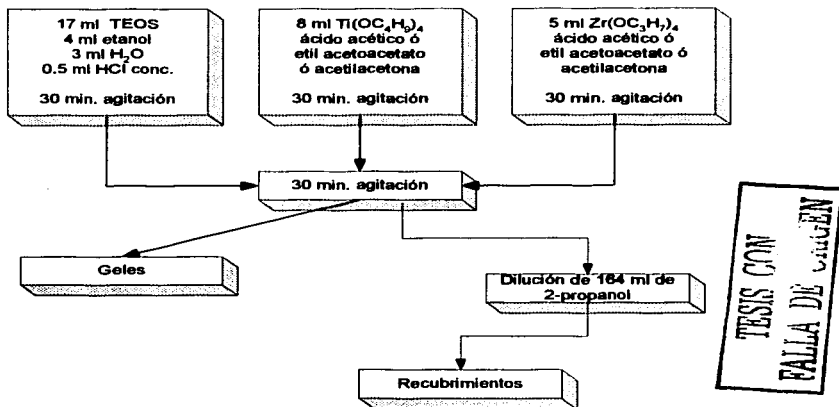 17 ml TEOS
4 ml etanol
3 ml H₂O
0.5 ml HCl conc.
30 min. agitación
8 ml Ti(OC₄H₉)₄
ácido acético ó
etil acetoacetato
ó acetilacetona
30 min. agitación
5 ml Zr(OC₃H₇)₄
ácido acético ó
etil acetoacetato ó
acetilacetona
30 min. agitación
30 min. agitación
Geles
Dilución de 164 ml de
2-propanol
Recubrimientos
TESIS CON
FALLA DE